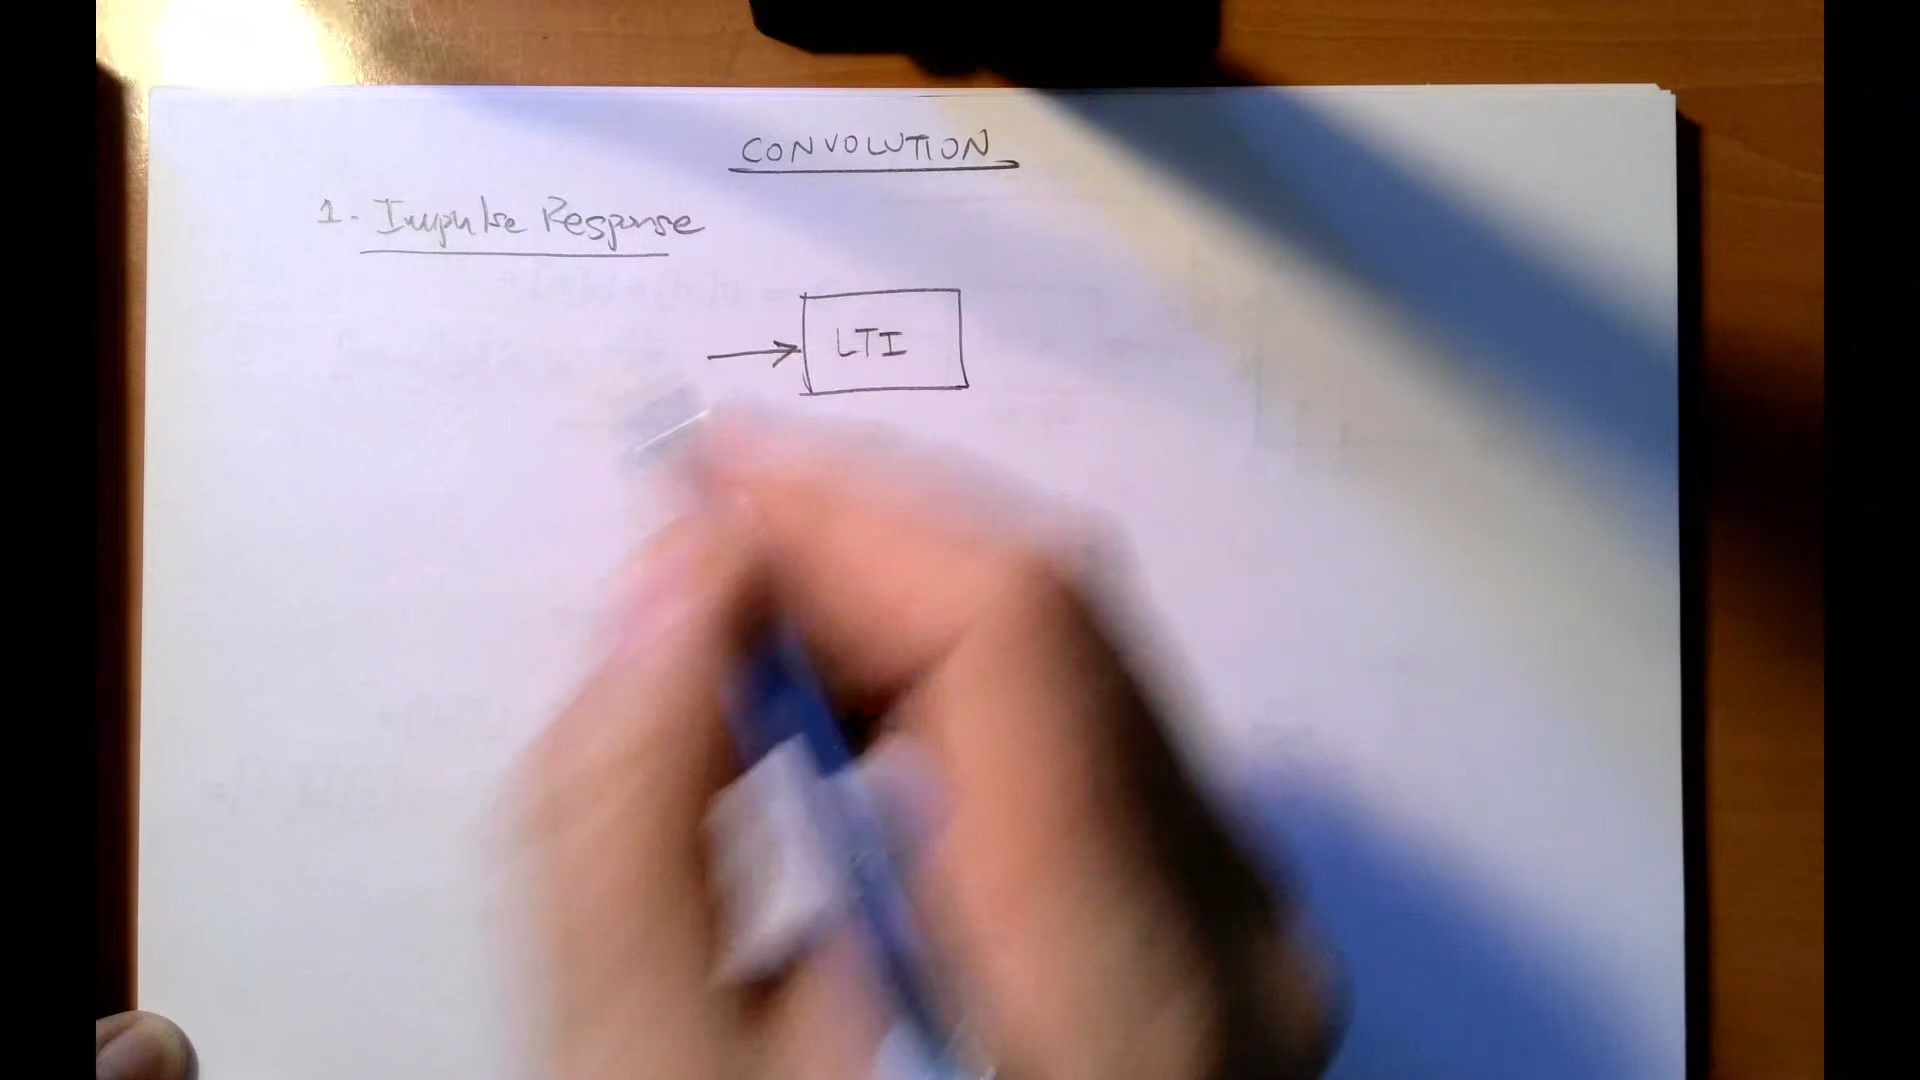 CONVOLUTION
1. Impulse Response
LTI